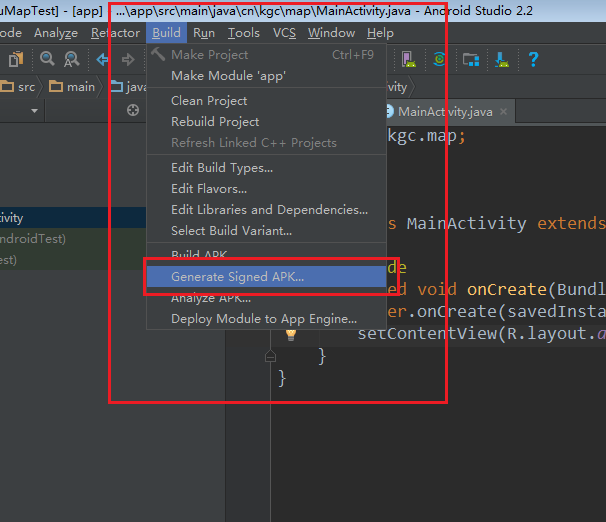 uMapTest] - [app] - ...\app\src\main\java\cn\kgc\map\MainActivity.java - Android Studio 2.2
ode Analyze Refactor Build Run Tools VCS Window Help
src main java vity
Make Project Ctrl+F9
Make Module 'app'
Clean Project
Rebuild Project
Refresh Linked C++ Projects
Edit Build Types...
Edit Flavors...
Edit Libraries and Dependencies...
Select Build Variant...
Build APK
Generate Signed APK...
Analyze APK...
Deploy Module to App Engine...
MainActivity.java
kgc.map;
tivity
ndroidTest)
est)
s MainActivity extends
de
ed void onCreate(Bundl
er.onCreate(savedInsta
setContentView(R.layout.a
}
}